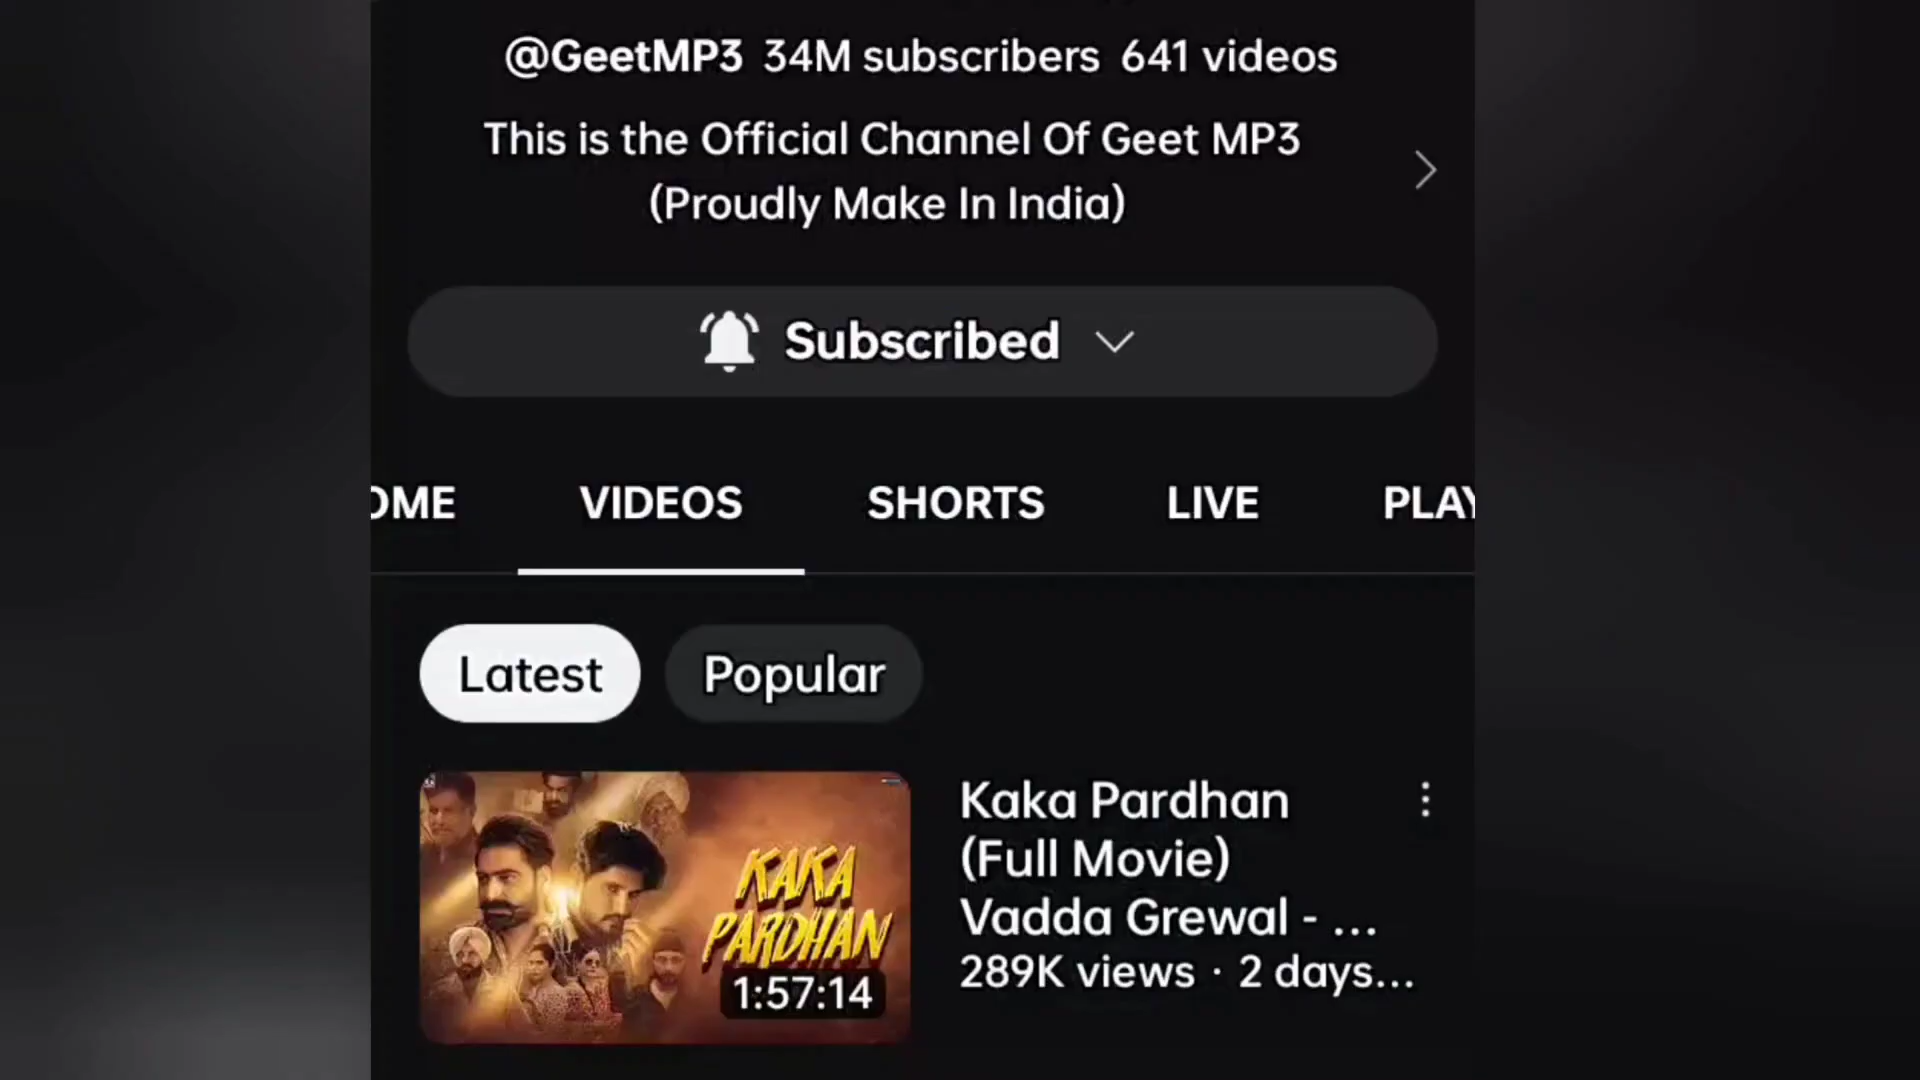 @GeetMP3 34M subscribers 641 videos
This is the Official Channel Of Geet MP3
(Proudly Make In India)
Subscribed
OME VIDEOS SHORTS LIVE PLAY
Latest Popular
KAKA
PARDHAN
1:57:14
Kaka Pardhan
(Full Movie)
Vadda Grewal - ...
289K views · 2 days...